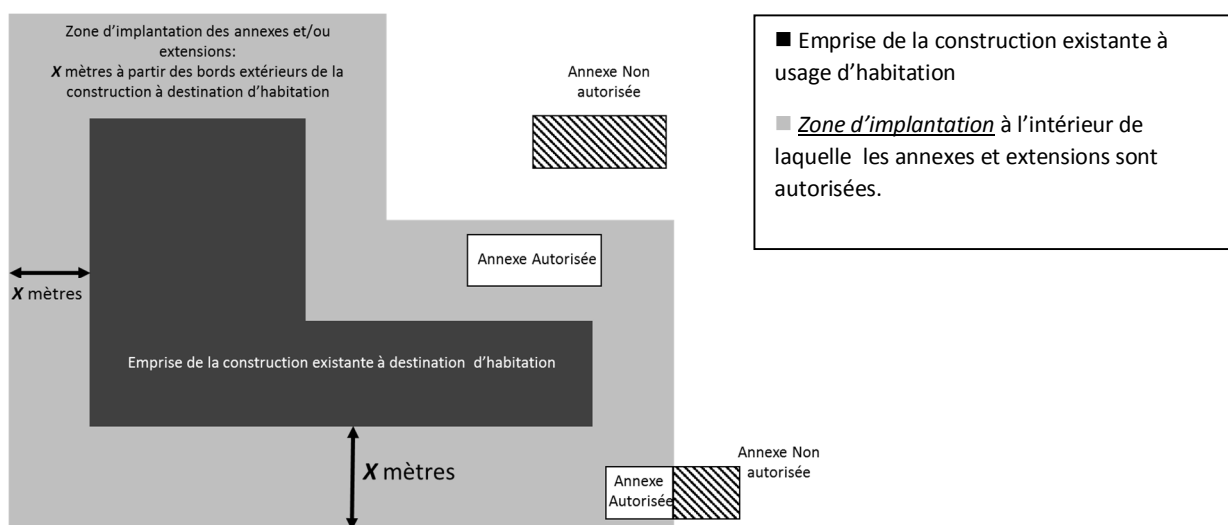 Zone d’implantation des annexes et/ou
extensions:
X mètres à partir des bords extérieurs de la
construction à destination d’habitation
Annexe Non
autorisée
Annexe Autorisée
X mètres
Emprise de la construction existante à destination d’habitation
X mètres
Annexe
Autorisée
Annexe Non
autorisée
■ Emprise de la construction existante à
usage d’habitation
■ Zone d’implantation à l’intérieur de
laquelle les annexes et extensions sont
autorisées.